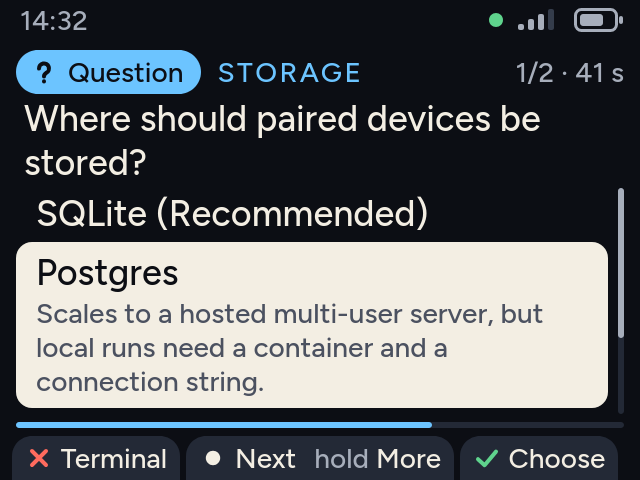 14:32
? Question STORAGE 1/2 · 41 s
Where should paired devices be
stored?
SQLite (Recommended)
Postgres
Scales to a hosted multi-user server, but
local runs need a container and a
connection string.
Terminal Next hold More Choose